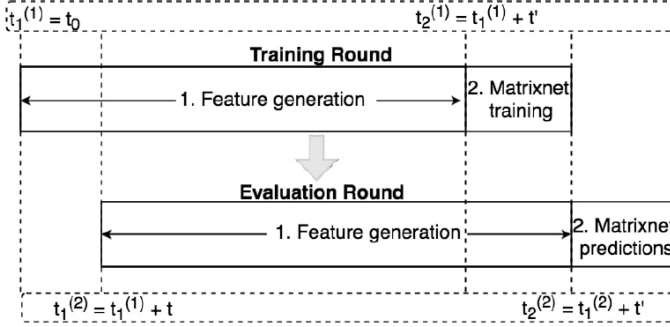 t₁⁽¹⁾ = t₀
t₂⁽¹⁾ = t₁⁽¹⁾ + t'
Training Round
1. Feature generation
2. Matrixnet
training
Evaluation Round
1. Feature generation
2. Matrixnet
predictions
t₁⁽²⁾ = t₁⁽¹⁾ + t
t₂⁽²⁾ = t₁⁽²⁾ + t'